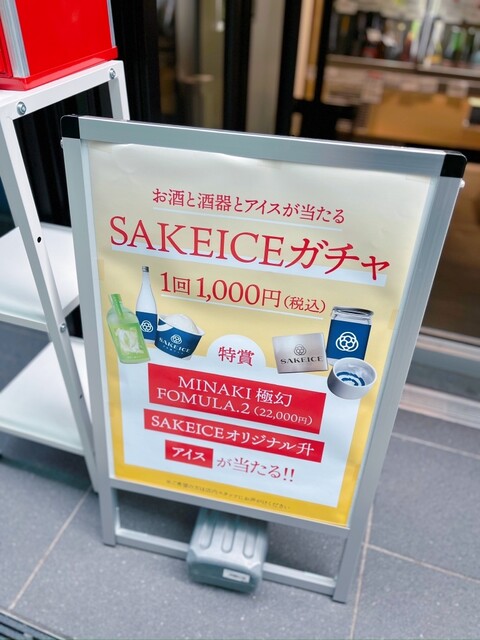 お酒と酒器とアイスが当たる
SAKEICEガチャ
1回1,000円(税込)
特賞
SAKEICE
MINAKI 極幻
FOMULA.2 (22,000円)
SAKEICEオリジナル升
アイス が当たる!!